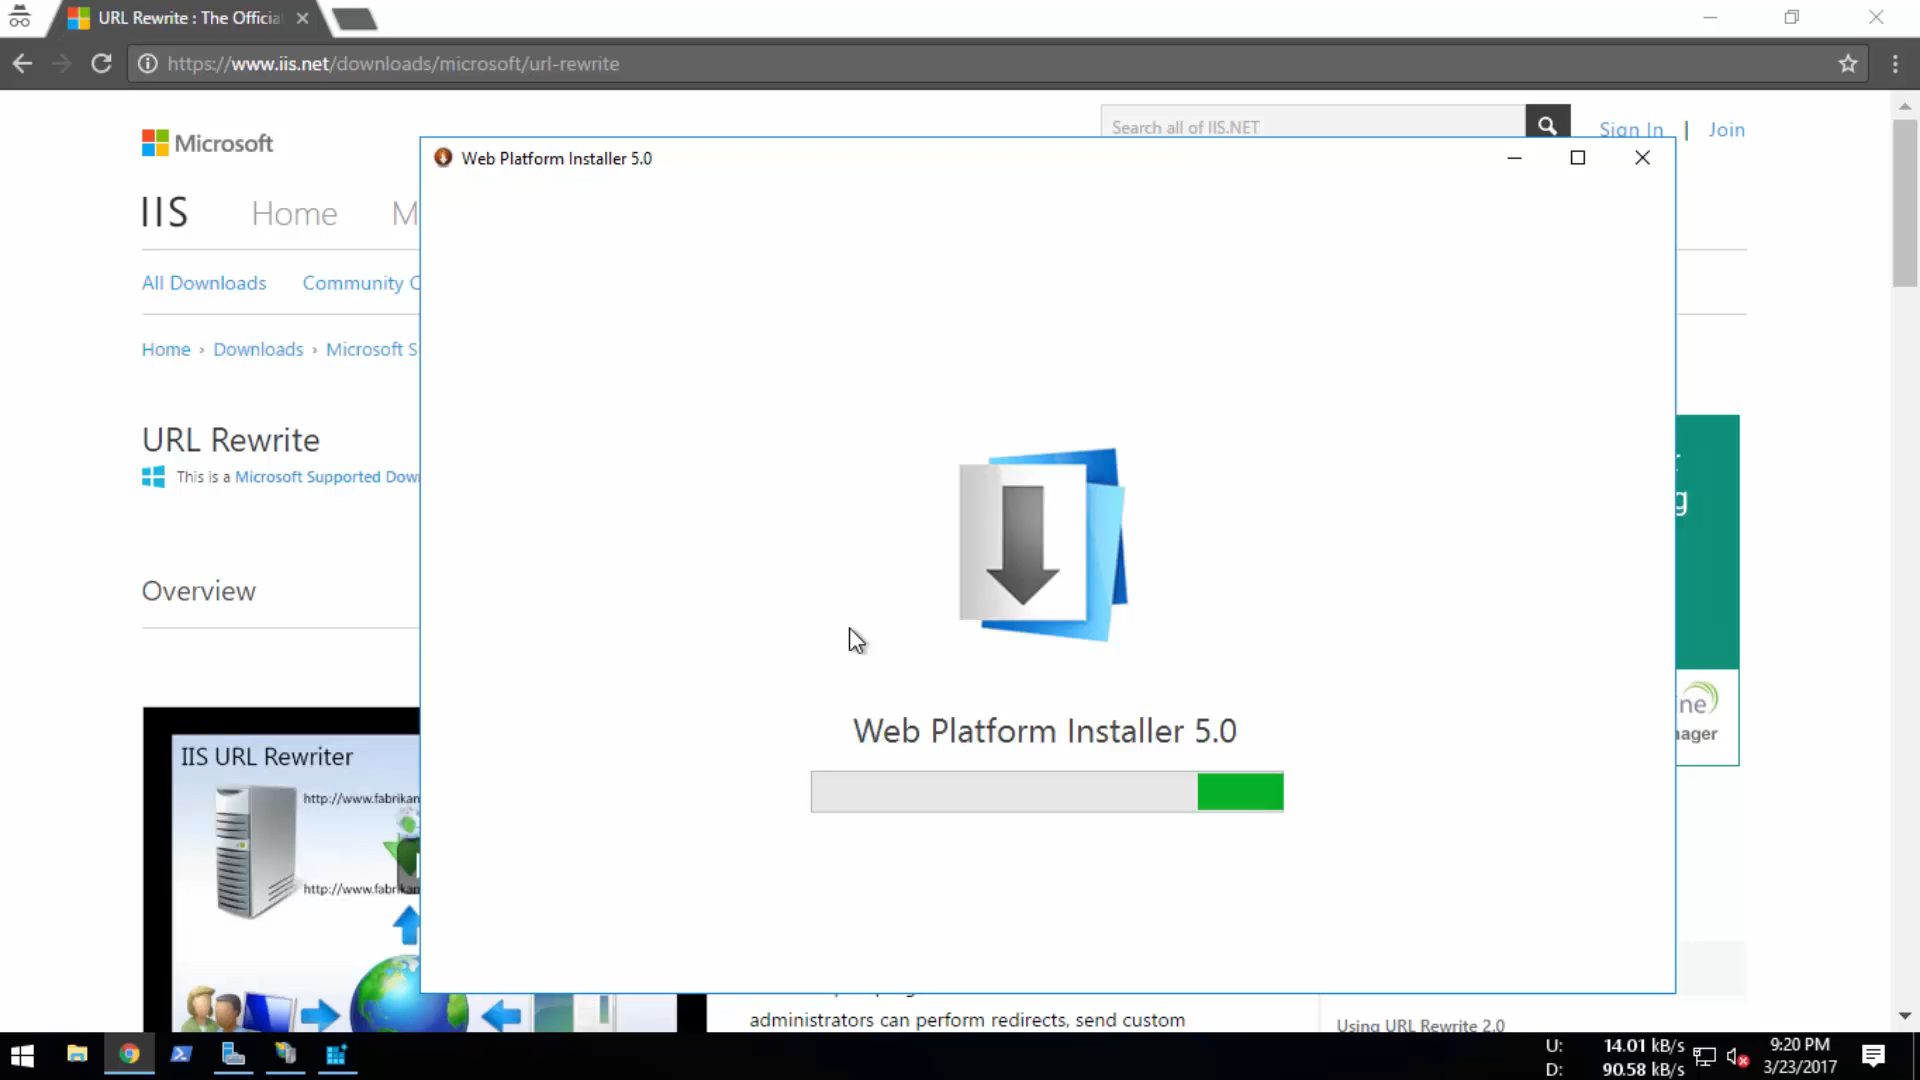 URL Rewrite : The Officia
https://www.iis.net/downloads/microsoft/url-rewrite
Microsoft
Search all of IIS.NET
Sign In | Join
Web Platform Installer 5.0
IIS Home M
All Downloads Community C
Home › Downloads › Microsoft S
URL Rewrite
This is a Microsoft Supported Dow
g
Overview
Web Platform Installer 5.0
ine
ager
IIS URL Rewriter
http://www.fabrikan
http://www.fabrikan
administrators can perform redirects, send custom
Using URL Rewrite 2.0
U: 14.01 kB/s
D: 90.58 kB/s
9:20 PM
3/23/2017